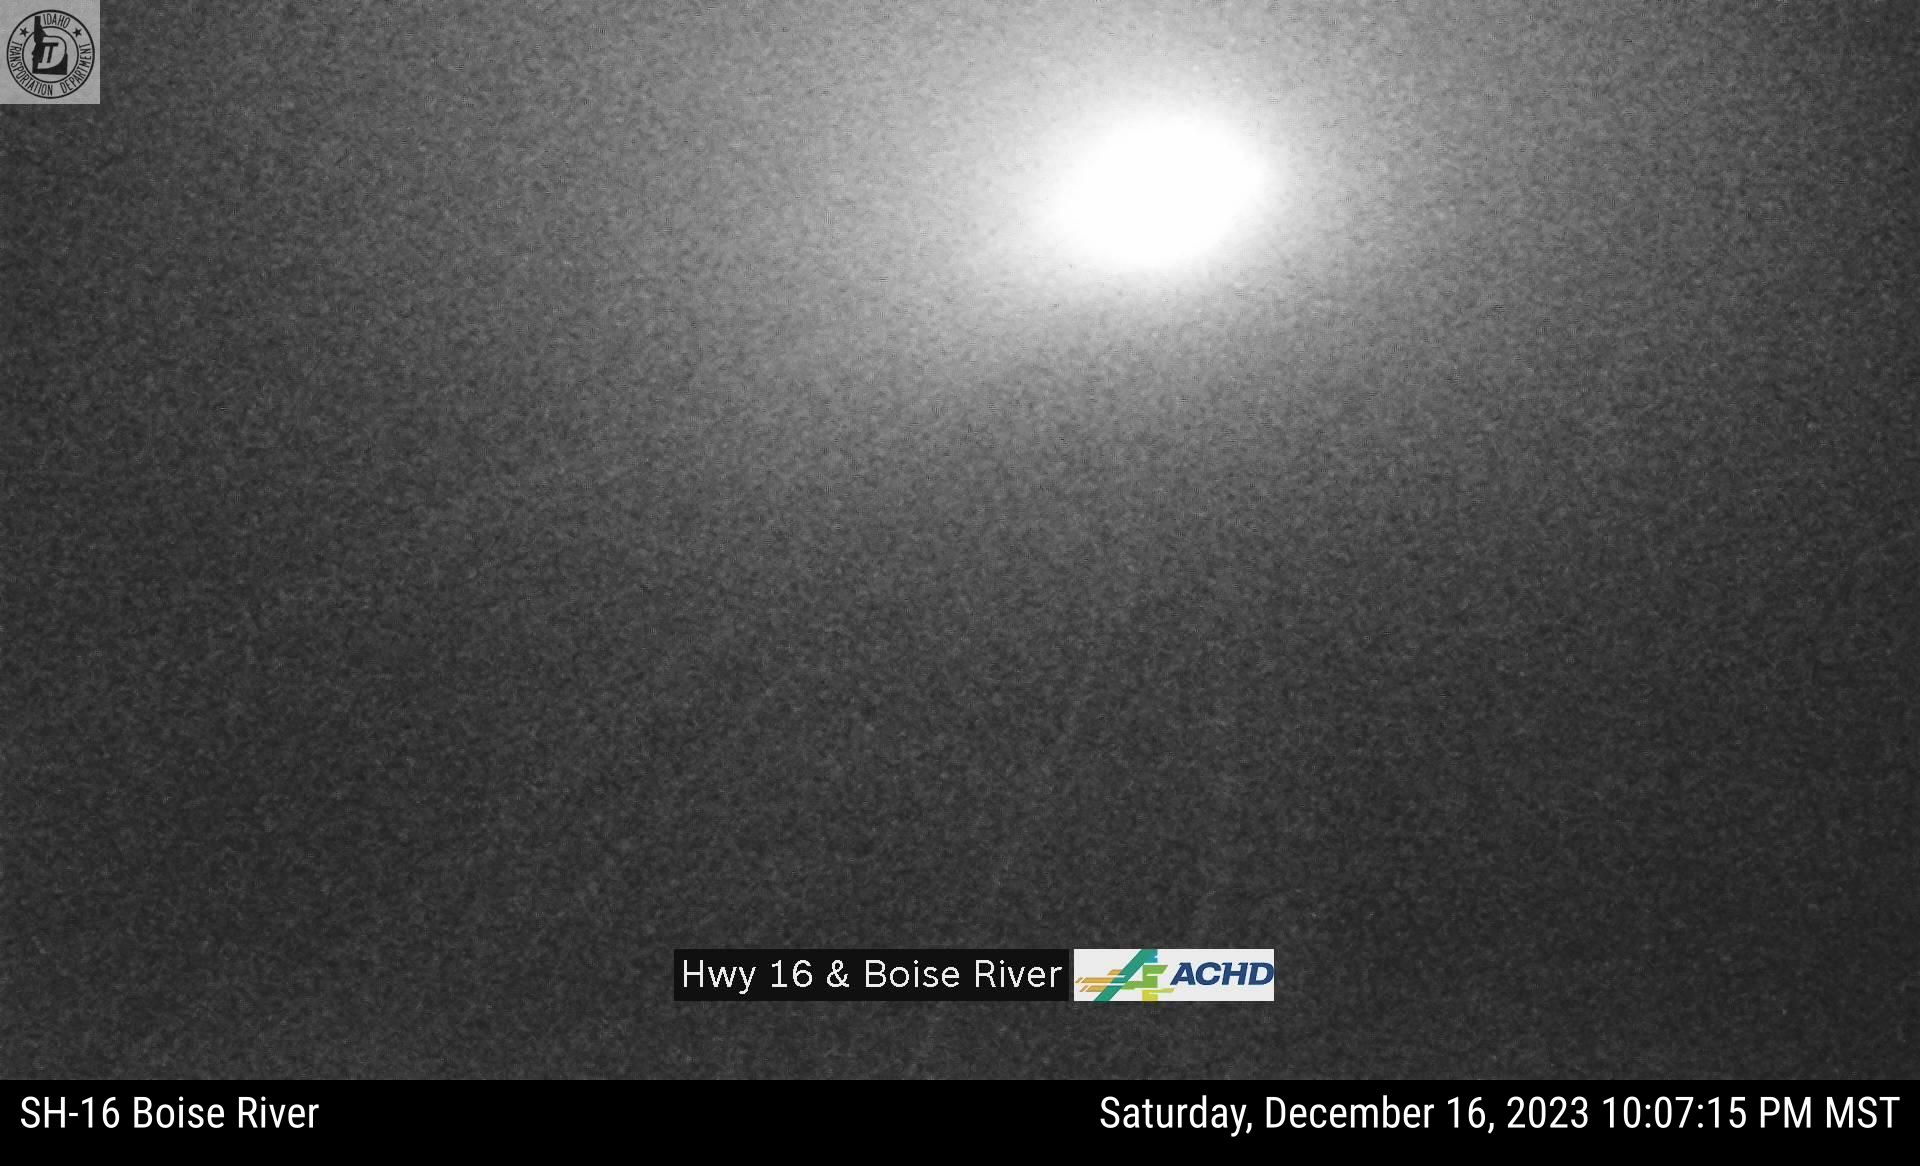 IDAHO
TRANSPORTATION DEPARTMENT
Hwy 16 & Boise River
ACHD
SH-16 Boise River
Saturday, December 16, 2023 10:07:15 PM MST